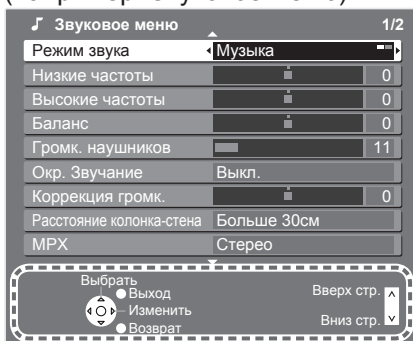 (например: Звуковое меню)
Звуковое меню 1/2
Режим звука Музыка
Низкие частоты 0
Высокие частоты 0
Баланс 0
Громк. наушников 11
Окр. Звучание Выкл.
Коррекция громк. 0
Расстояние колонка-стена Больше 30см
MPX Стерео
Выбрать
Выход
Изменить
Возврат
Вверх стр.
Вниз стр.